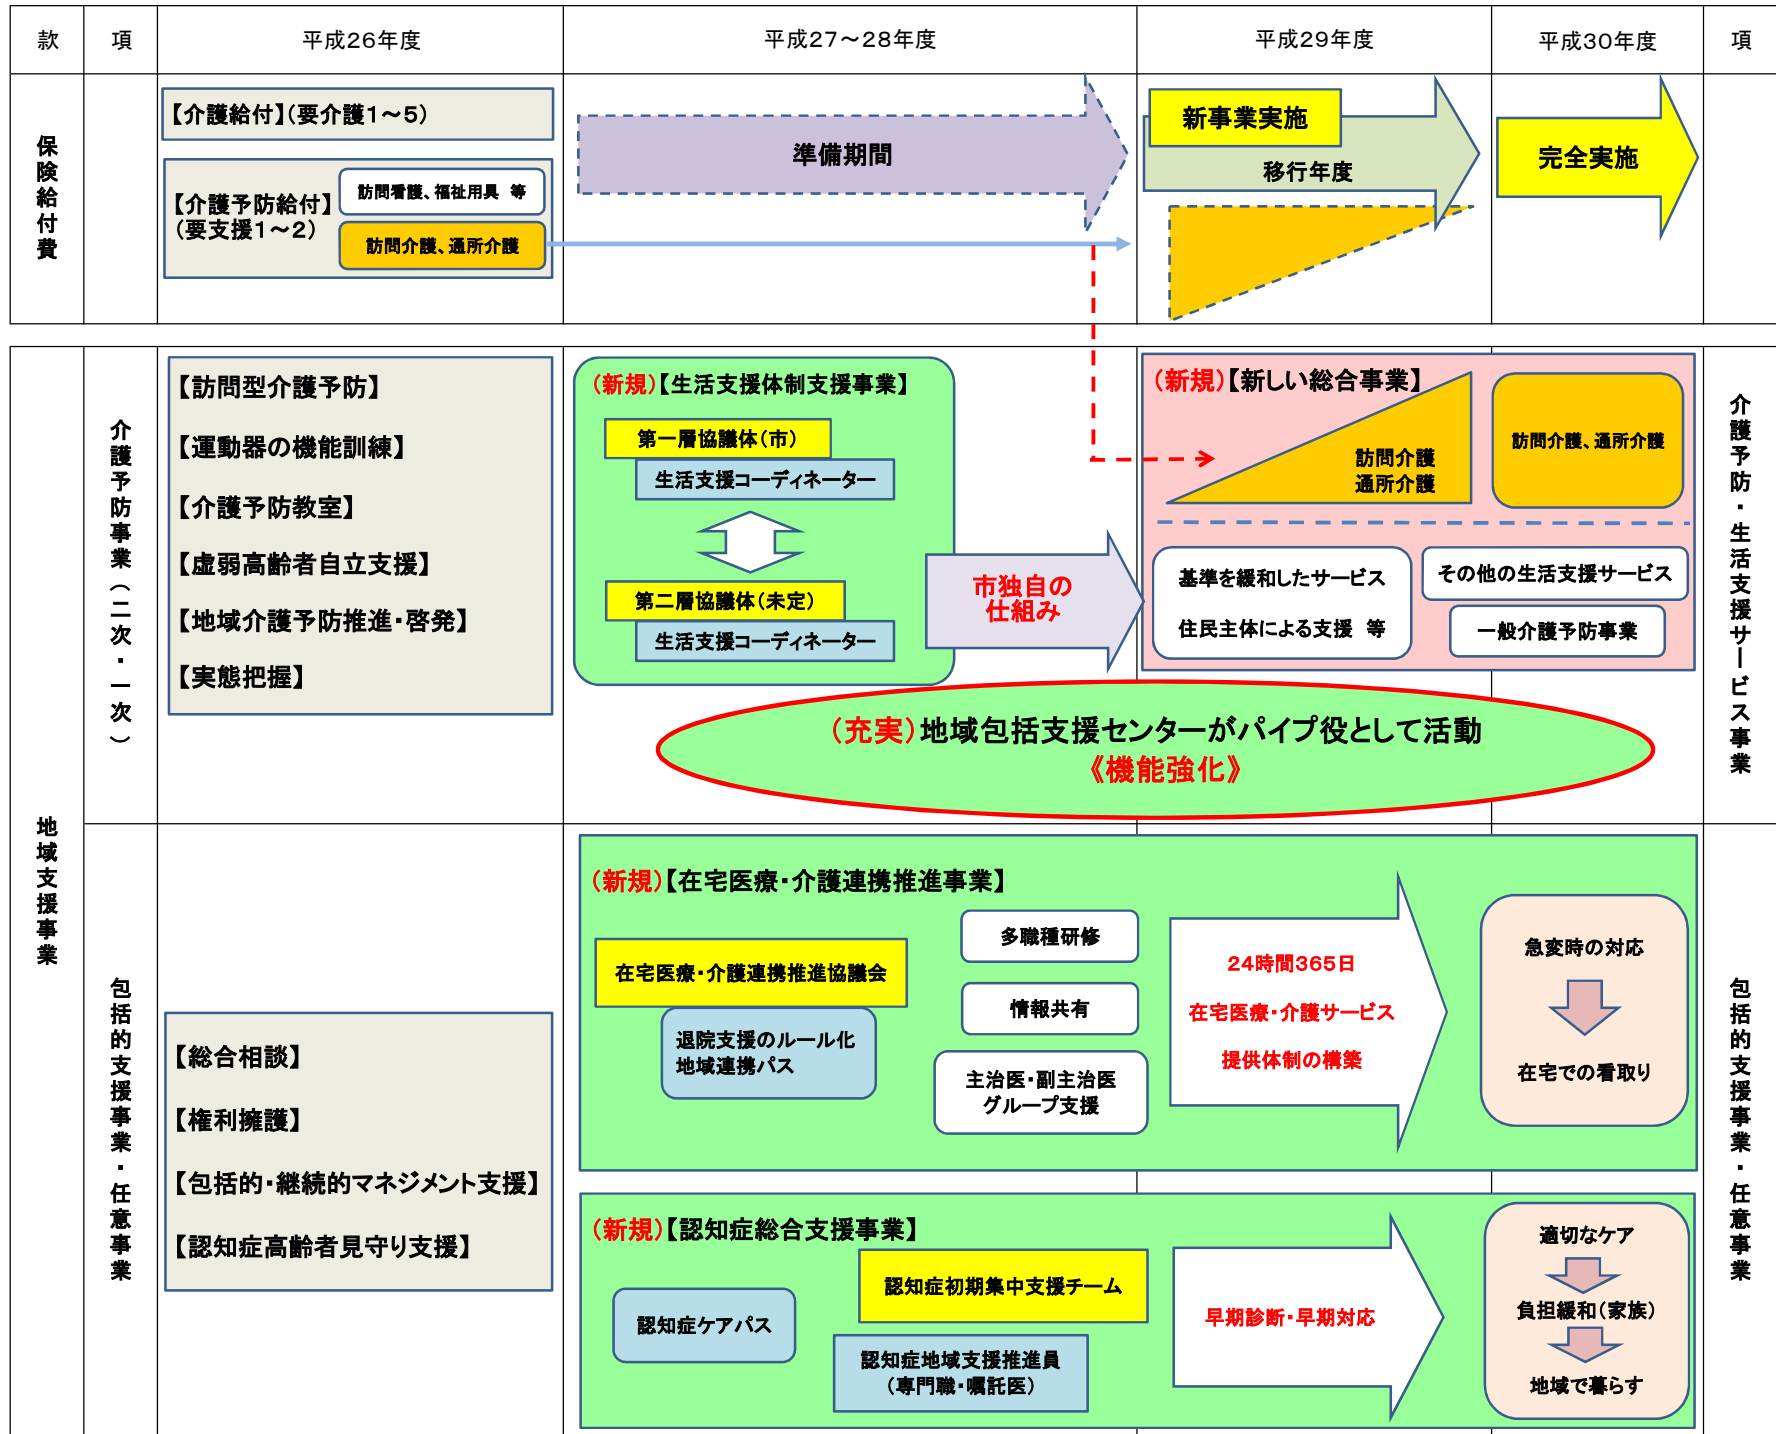 款
項
平成26年度
平成27～28年度
平成29年度
平成30年度
項
保険給付費
【介護給付】(要介護1～5)
【介護予防給付】
(要支援1～2)
訪問看護、福祉用具　等
訪問介護、通所介護
準備期間
新事業実施
移行年度
完全実施
地域支援事業
介護予防事業(二次・一次)
【訪問型介護予防】
【運動器の機能訓練】
【介護予防教室】
【虚弱高齢者自立支援】
【地域介護予防推進・啓発】
【実態把握】
(新規)【生活支援体制支援事業】
第一層協議体(市)
生活支援コーディネーター
第二層協議体(未定)
生活支援コーディネーター
市独自の
仕組み
(新規)【新しい総合事業】
訪問介護
通所介護
訪問介護、通所介護
基準を緩和したサービス
住民主体による支援　等
その他の生活支援サービス
一般介護予防事業
介護予防・生活支援サービス事業
(充実)地域包括支援センターがパイプ役として活動
《機能強化》
包括的支援事業・任意事業
【総合相談】
【権利擁護】
【包括的・継続的マネジメント支援】
【認知症高齢者見守り支援】
(新規)【在宅医療・介護連携推進事業】
在宅医療・介護連携推進協議会
退院支援のルール化
地域連携パス
多職種研修
情報共有
主治医・副主治医
グループ支援
24時間365日
在宅医療・介護サービス
提供体制の構築
急変時の対応
在宅での看取り
包括的支援事業・任意事業
(新規)【認知症総合支援事業】
認知症ケアパス
認知症初期集中支援チーム
認知症地域支援推進員
(専門職・嘱託医)
早期診断・早期対応
適切なケア
負担緩和(家族)
地域で暮らす